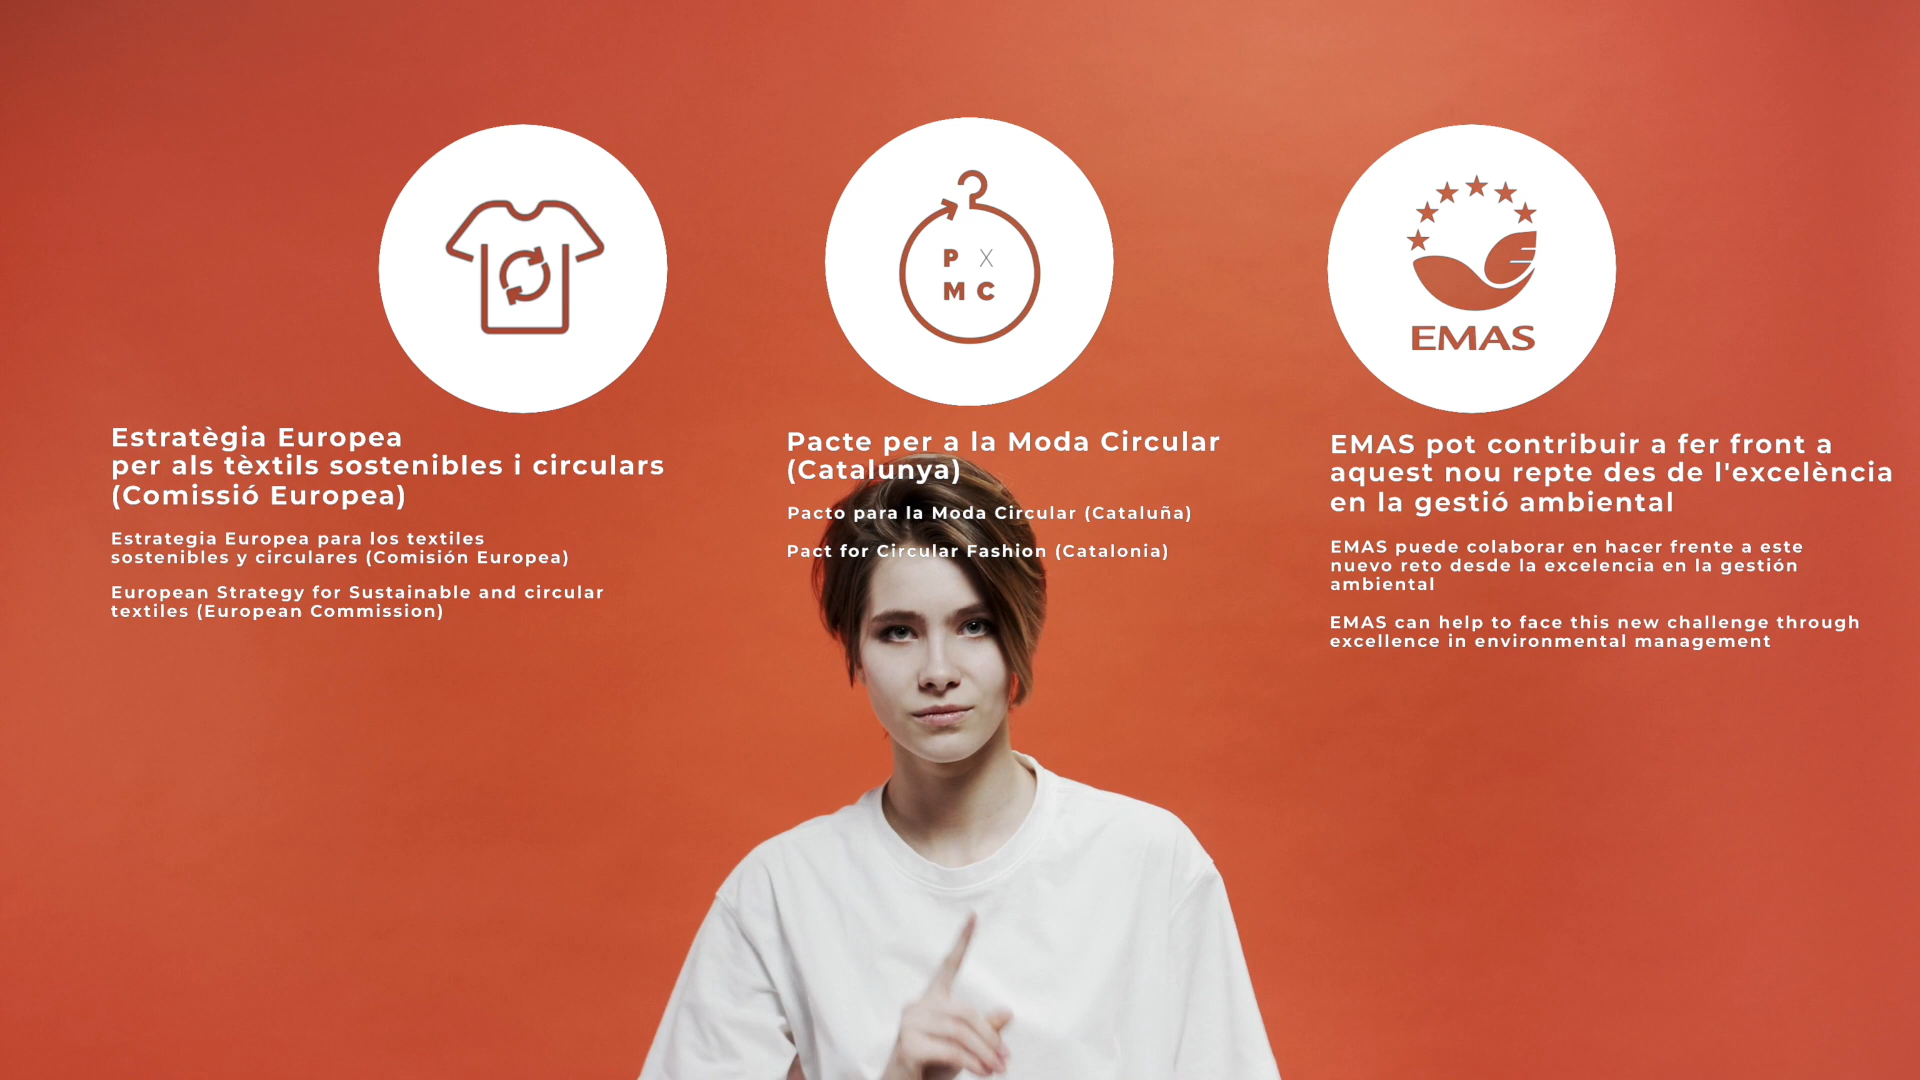 P X
M C
EMAS
Estratègia Europea
per als tèxtils sostenibles i circulars
(Comissió Europea)
Estrategia Europea para los textiles
sostenibles y circulares (Comisión Europea)
European Strategy for Sustainable and circular
textiles (European Commission)
Pacte per a la Moda Circular
(Catalunya)
Pacto para la Moda Circular (Cataluña)
Pact for Circular Fashion (Catalonia)
EMAS pot contribuir a fer front a
aquest nou repte des de l'excelència
en la gestió ambiental
EMAS puede colaborar en hacer frente a este
nuevo reto desde la excelencia en la gestión
ambiental
EMAS can help to face this new challenge through
excellence in environmental management